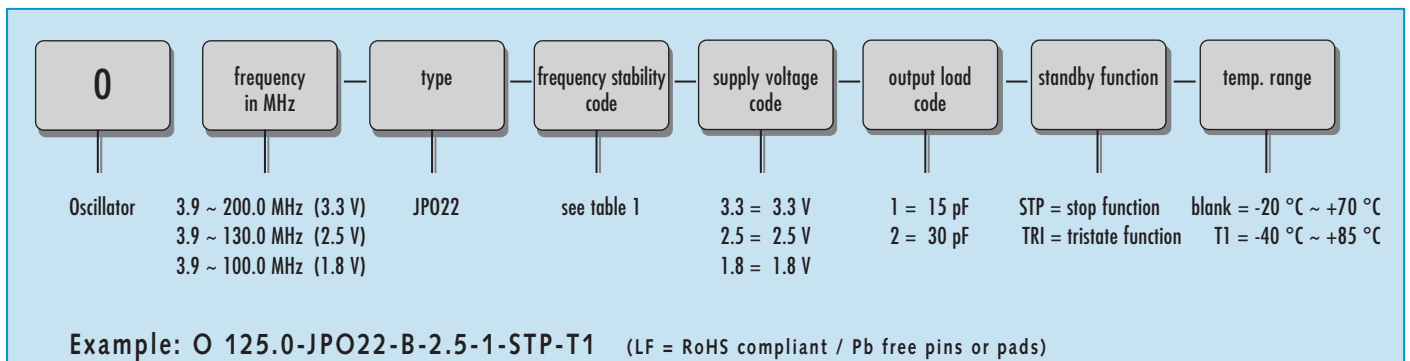 O
frequency
in MHz
type
frequency stability
code
supply voltage
code
output load
code
standby function
temp. range
Oscillator
3.9 ~ 200.0 MHz (3.3 V)
3.9 ~ 130.0 MHz (2.5 V)
3.9 ~ 100.0 MHz (1.8 V)
JPO22
see table 1
3.3 = 3.3 V
2.5 = 2.5 V
1.8 = 1.8 V
1 = 15 pF
2 = 30 pF
STP = stop function
TRI = tristate function
blank = -20 °C ~ +70 °C
T1 = -40 °C ~ +85 °C
Example: O 125.0-JPO22-B-2.5-1-STP-T1 (LF = RoHS compliant / Pb free pins or pads)